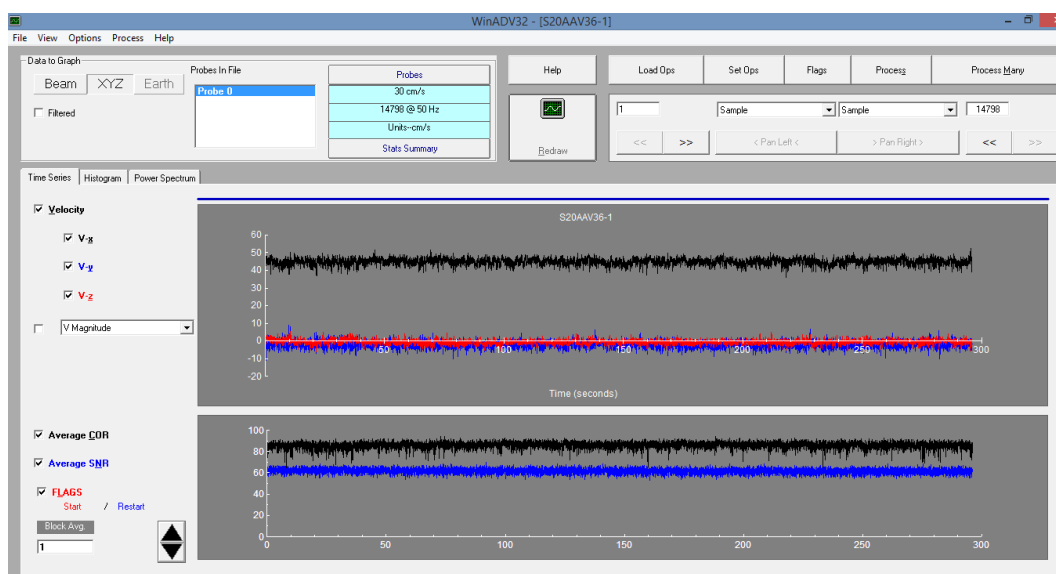 WinADV32 - [S20AAV36-1]
File View Options Process Help
Data to Graph
Beam XYZ Earth
Filtered
Probes In File
Probe 0
Probes
30 cm/s
14798 @ 50 Hz
Units--cm/s
Stats Summary
Help
Redraw
Load Ops Set Ops Flags Process Process Many
1 Sample Sample 14798
<< >> < Pan Left < > Pan Right > << >>
Time Series Histogram Power Spectrum
Velocity
V-x
V-y
V-z
V Magnitude
S20AAV36-1
60
50
40
30
20
10
0
-10
-20
50 100 150 200 250 300
Time (seconds)
Average COR
Average SNR
FLAGS
Start / Restart
Block Avg.
1
100
80
60
40
20
0
0 50 100 150 200 250 300